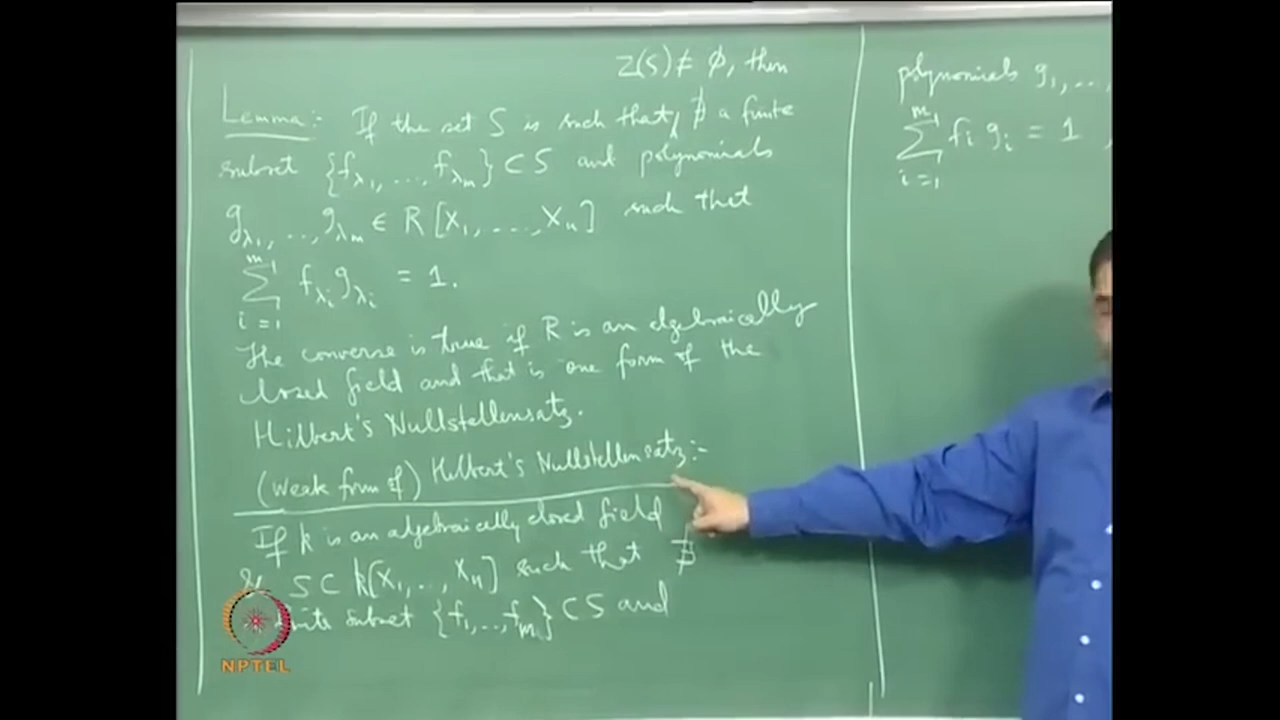 Z(S) ≠ ∅, then
Lemma:- If the set S is such that, ∄ a finite
subset {f_λ₁, ..., f_λₘ} ⊂ S and polynomials
g_λ₁, ..., g_λₘ ∈ R[X₁, ..., Xₙ] such that
∑_{i=1}^{m} f_λᵢ g_λᵢ = 1.
The converse is true if R is an algebraically
closed field and that is one form of the
Hilbert's Nullstellensatz.
(Weak form of) Hilbert's Nullstellensatz:-
If k is an algebraically closed field
& S ⊂ k[X₁, .., Xₙ] such that ∄
finite subset {f₁, .., fₘ} ⊂ S and
polynomials g₁, ...,
∑_{i=1}^{m} fᵢ gᵢ = 1,
NPTEL